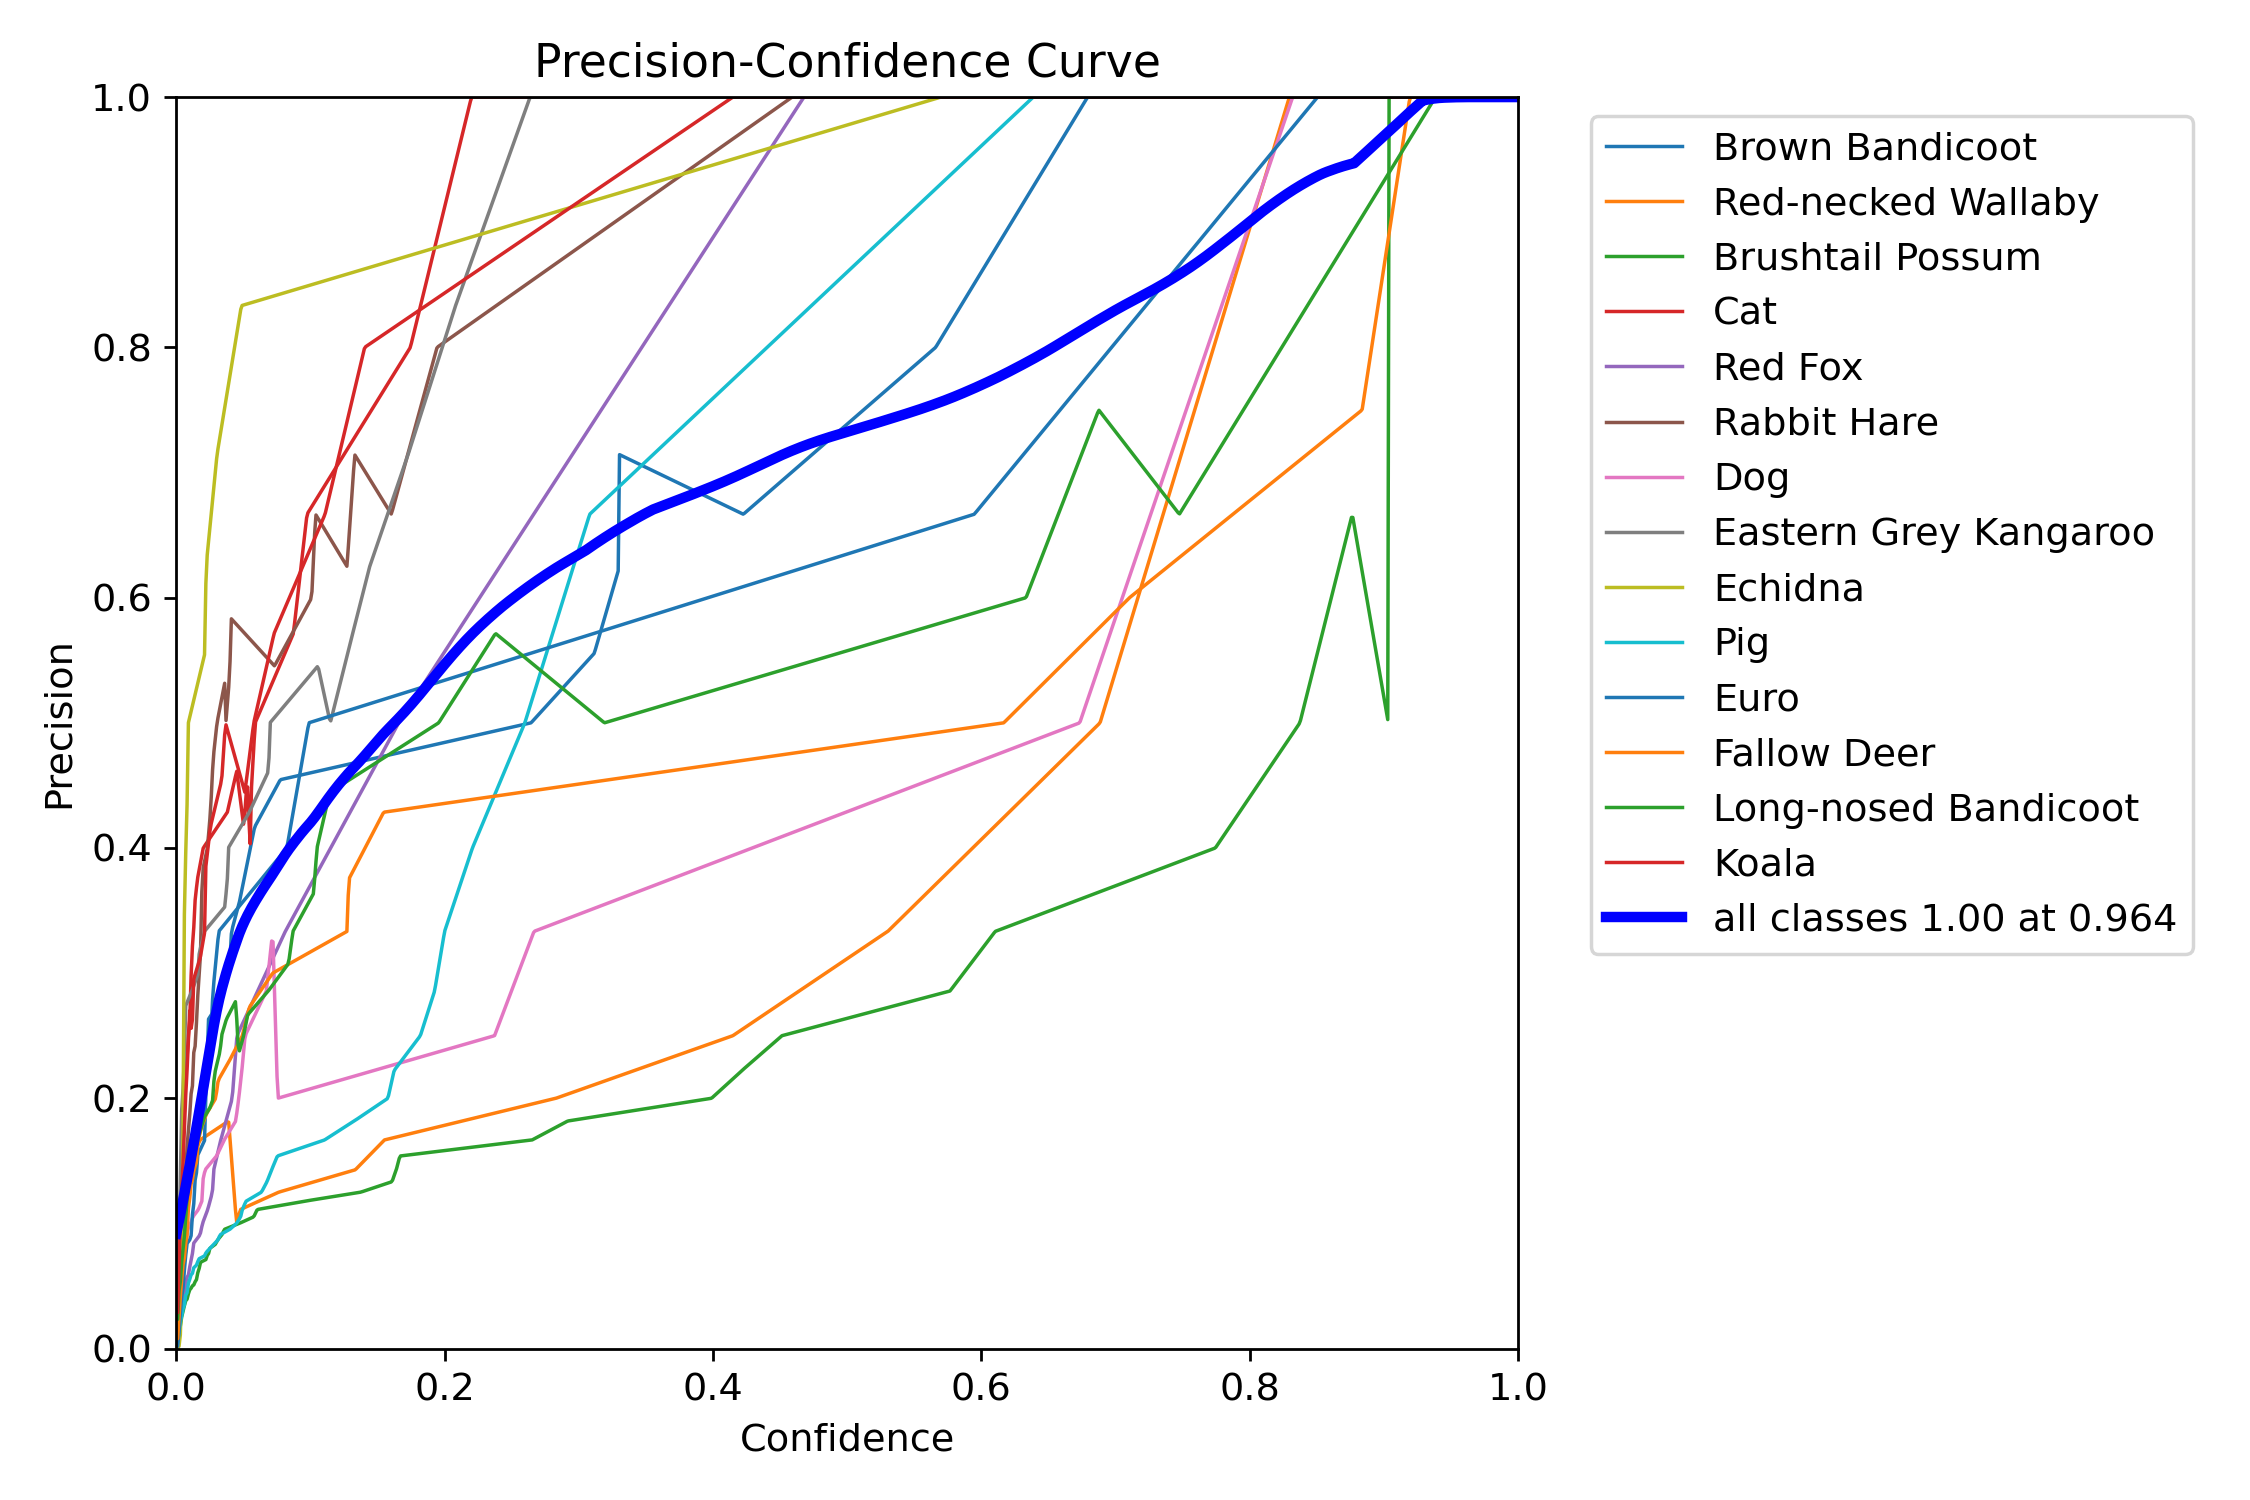 Precision-Confidence Curve
1.0
0.8
0.6
0.4
0.2
0.0
Precision
0.0 0.2 0.4 0.6 0.8 1.0
Confidence
Brown Bandicoot
Red-necked Wallaby
Brushtail Possum
Cat
Red Fox
Rabbit Hare
Dog
Eastern Grey Kangaroo
Echidna
Pig
Euro
Fallow Deer
Long-nosed Bandicoot
Koala
all classes 1.00 at 0.964